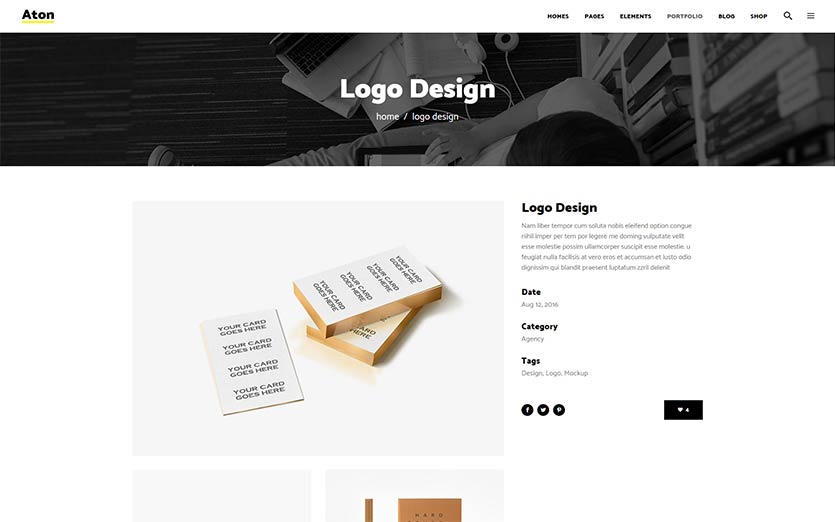 Aton
HOMES PAGES ELEMENTS PORTFOLIO BLOG SHOP
Logo Design
home / logo design
YOUR CARD
GOES HERE
YOUR CARD
GOES HERE
YOUR CARD
GOES HERE
YOUR CARD
GOES HERE
YOUR CARD
GOES HERE
YOUR CARD
GOES HERE
YOUR CARD
GOES HERE
YOUR CARD
GOES HERE
Logo Design
Nam liber tempor cum soluta nobis eleifend option congue
nihil imper per tem por legere me doming vulputate velit
esse molestie possim ullamcorper suscipit esse molestie. u
feugiat nulla facilisis at vero eros et accumsan et iusto odio
dignissim qui blandit praesent luptatum zzril delenit
Date
Aug 12, 2016
Category
Agency
Tags
Design, Logo, Mockup
4
HARD